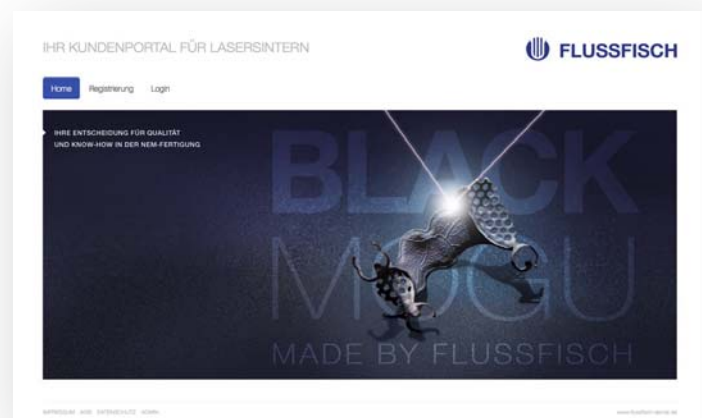 IHR KUNDENPORTAL FÜR LASERSINTERN
FLUSSFISCH
Home Registrierung Login
IHRE ENTSCHEIDUNG FÜR QUALITÄT
UND KNOW-HOW IN DER NEM-FERTIGUNG
BLACK
MOGU
MADE BY FLUSSFISCH
IMPRESSUM AGB DATENSCHUTZ ADMIN